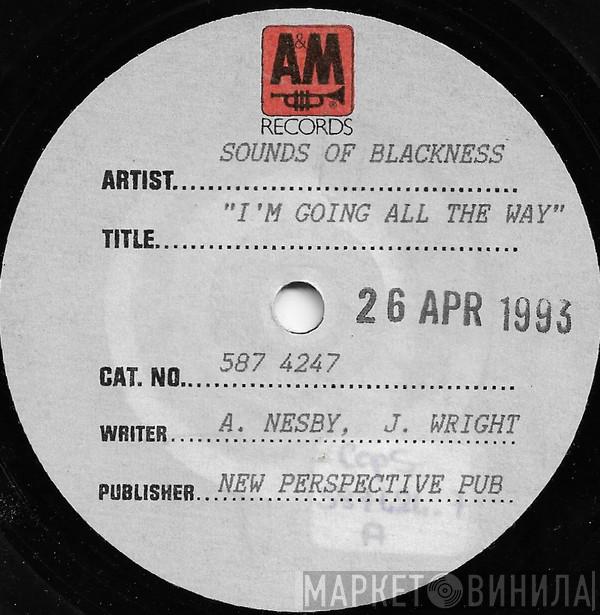 A&M
RECORDS
SOUNDS OF BLACKNESS
ARTIST
"I'M GOING ALL THE WAY"
TITLE
26 APR 1993
587 4247
CAT. NO.
A. NESBY, J. WRIGHT
WRITER
NEW PERSPECTIVE PUB
PUBLISHER
A
МАРКЕТ ВИНИЛА